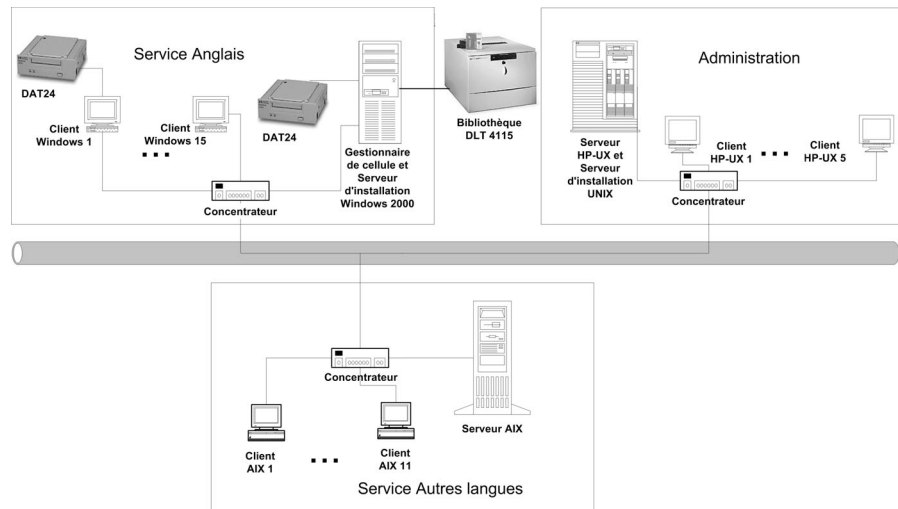 Service Anglais
DAT24
Client
Windows 1
Client
Windows 15
DAT24
Gestionnaire
de cellule et
Serveur
d'installation
Windows 2000
Concentrateur
Bibliothèque
DLT 4115
Administration
Serveur
HP-UX et
Serveur
d'installation
UNIX
Client
HP-UX 1
Client
HP-UX 5
Concentrateur
Concentrateur
Serveur AIX
Client
AIX 1
Client
AIX 11
Service Autres langues